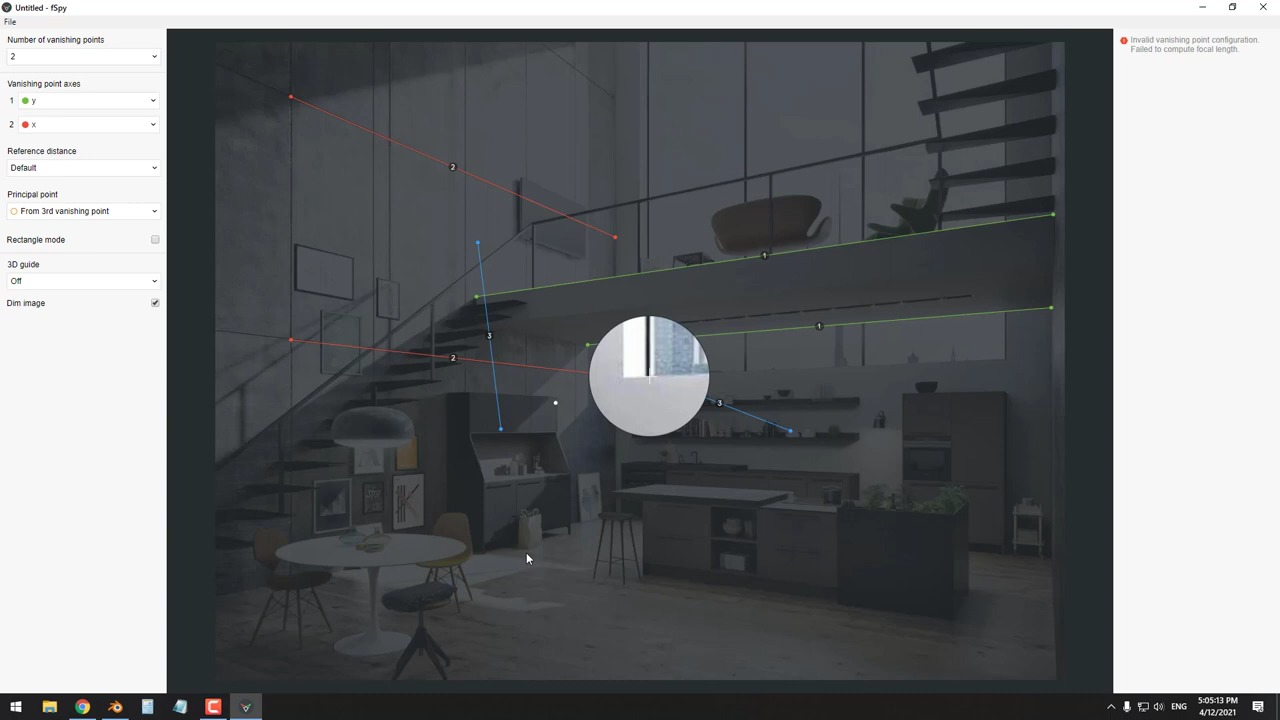 Untitled - fSpy
File
Number of vanishing points
2
Vanishing point axes
1 y
2 x
Reference distance
Default
Principal point
From 3rd vanishing point
Rectangle mode
3D guide
Off
Dim image
2
1
3
1
2
3
Invalid vanishing point configuration.
Failed to compute focal length.
ENG
5:05:13 PM
4/12/2021